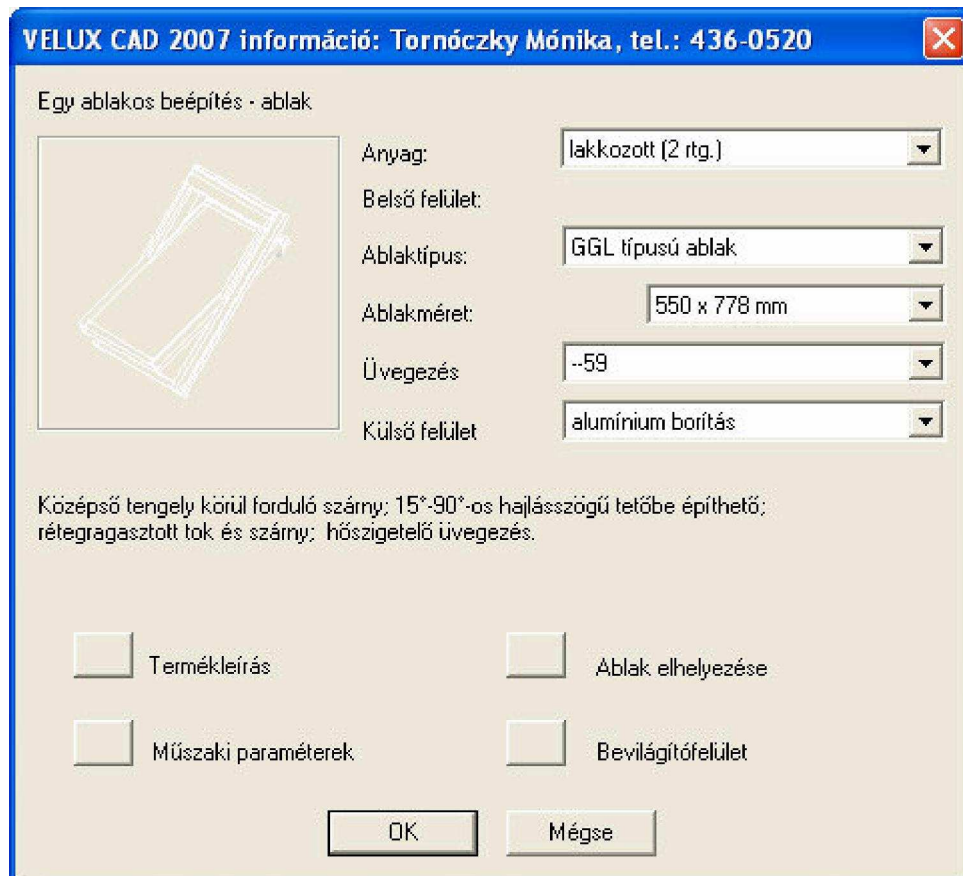 VELUX CAD 2007 információ: Tornóczky Mónika, tel.: 436-0520
Egy ablakos beépítés - ablak
Anyag: lakkozott (2 rtg.)
Belső felület:
Ablaktípus: GGL típusú ablak
Ablakméret: 550 x 778 mm
Üvegezés --59
Külső felület alumínium borítás
Középső tengely körül forduló szárny; 15°-90°-os hajlásszögű tetőbe építhető;
rétegragasztott tok és szárny; hőszigetelő üvegezés.
Termékleírás Ablak elhelyezése
Műszaki paraméterek Bevilágítófelület
OK Mégse